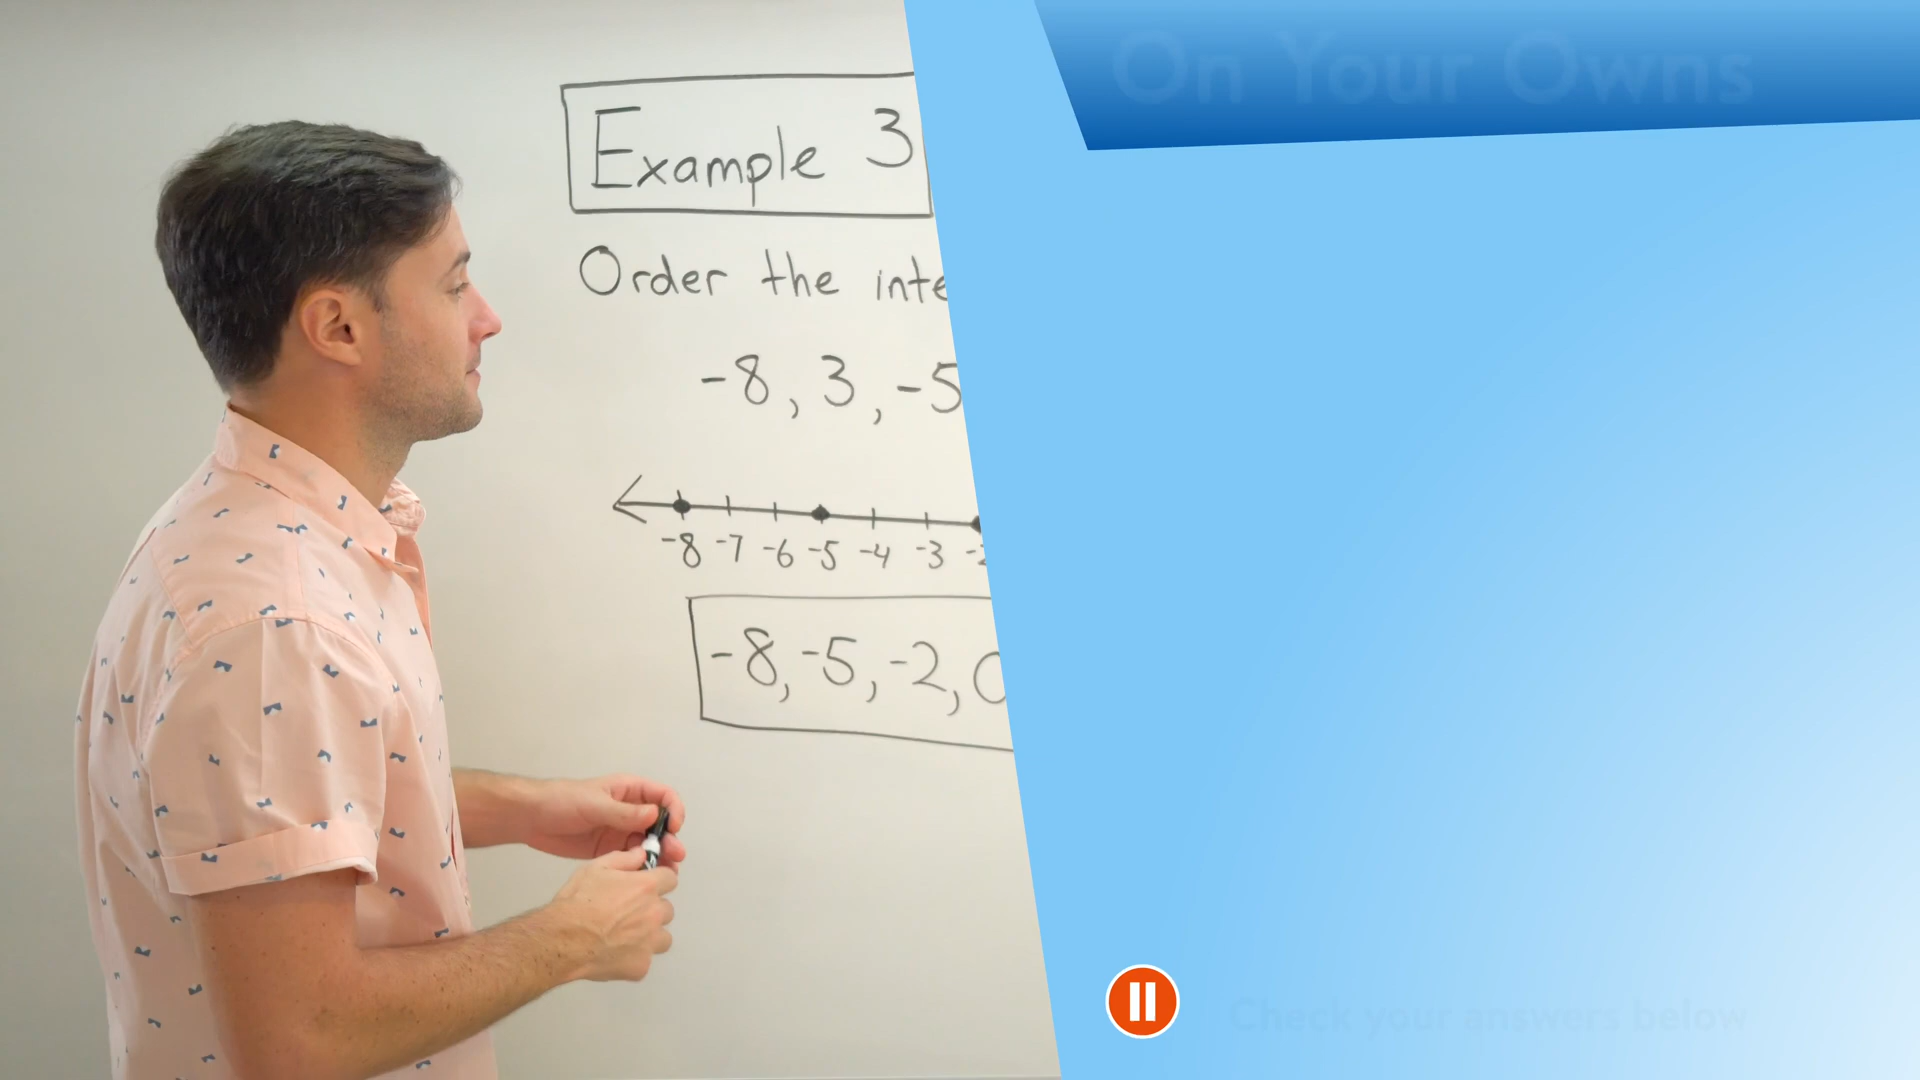 Example 3
Order the inte
-8, 3, -5
-8 -7 -6 -5 -4 -3
-8, -5, -2, 0
On Your Owns
Check your answers below